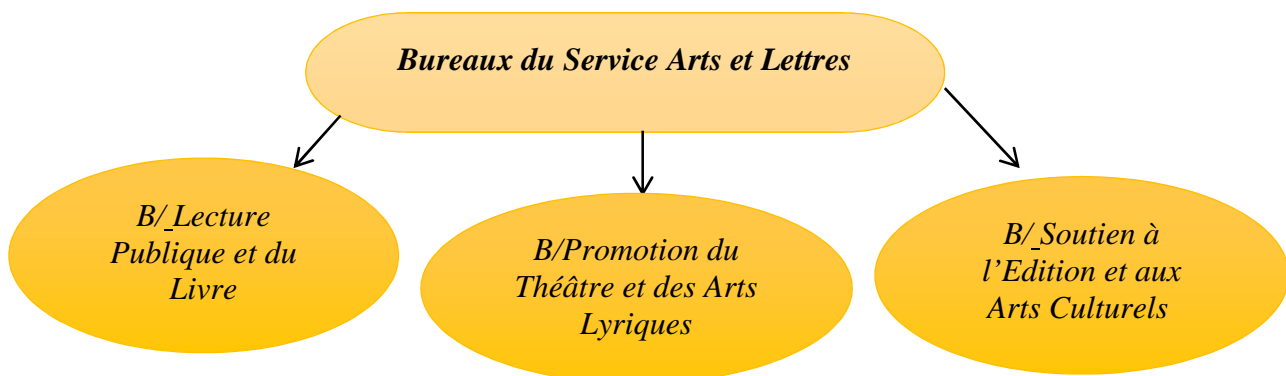 Bureaux du Service Arts et Lettres
B/ Lecture
Publique et du
Livre
B/Promotion du
Théâtre et des Arts
Lyriques
B/ Soutien à
l’Edition et aux
Arts Culturels